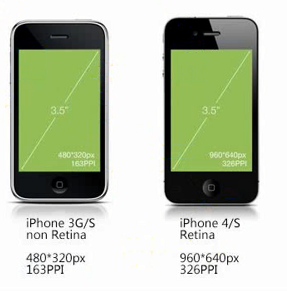 3.5"
480*320px
163PPI
3.5"
960*640px
326PPI
iPhone 3G/S
non Retina
480*320px
163PPI
iPhone 4/S
Retina
960*640px
326PPI